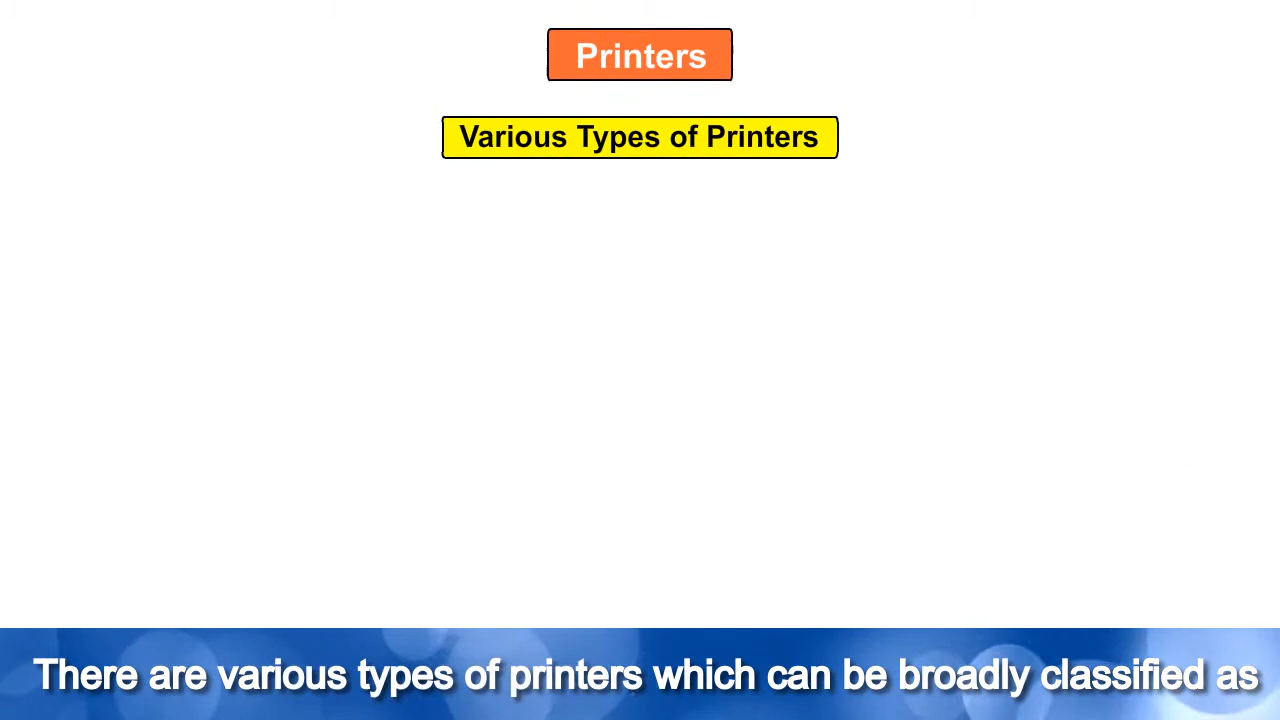 Printers
Various Types of Printers
There are various types of printers which can be broadly classified as